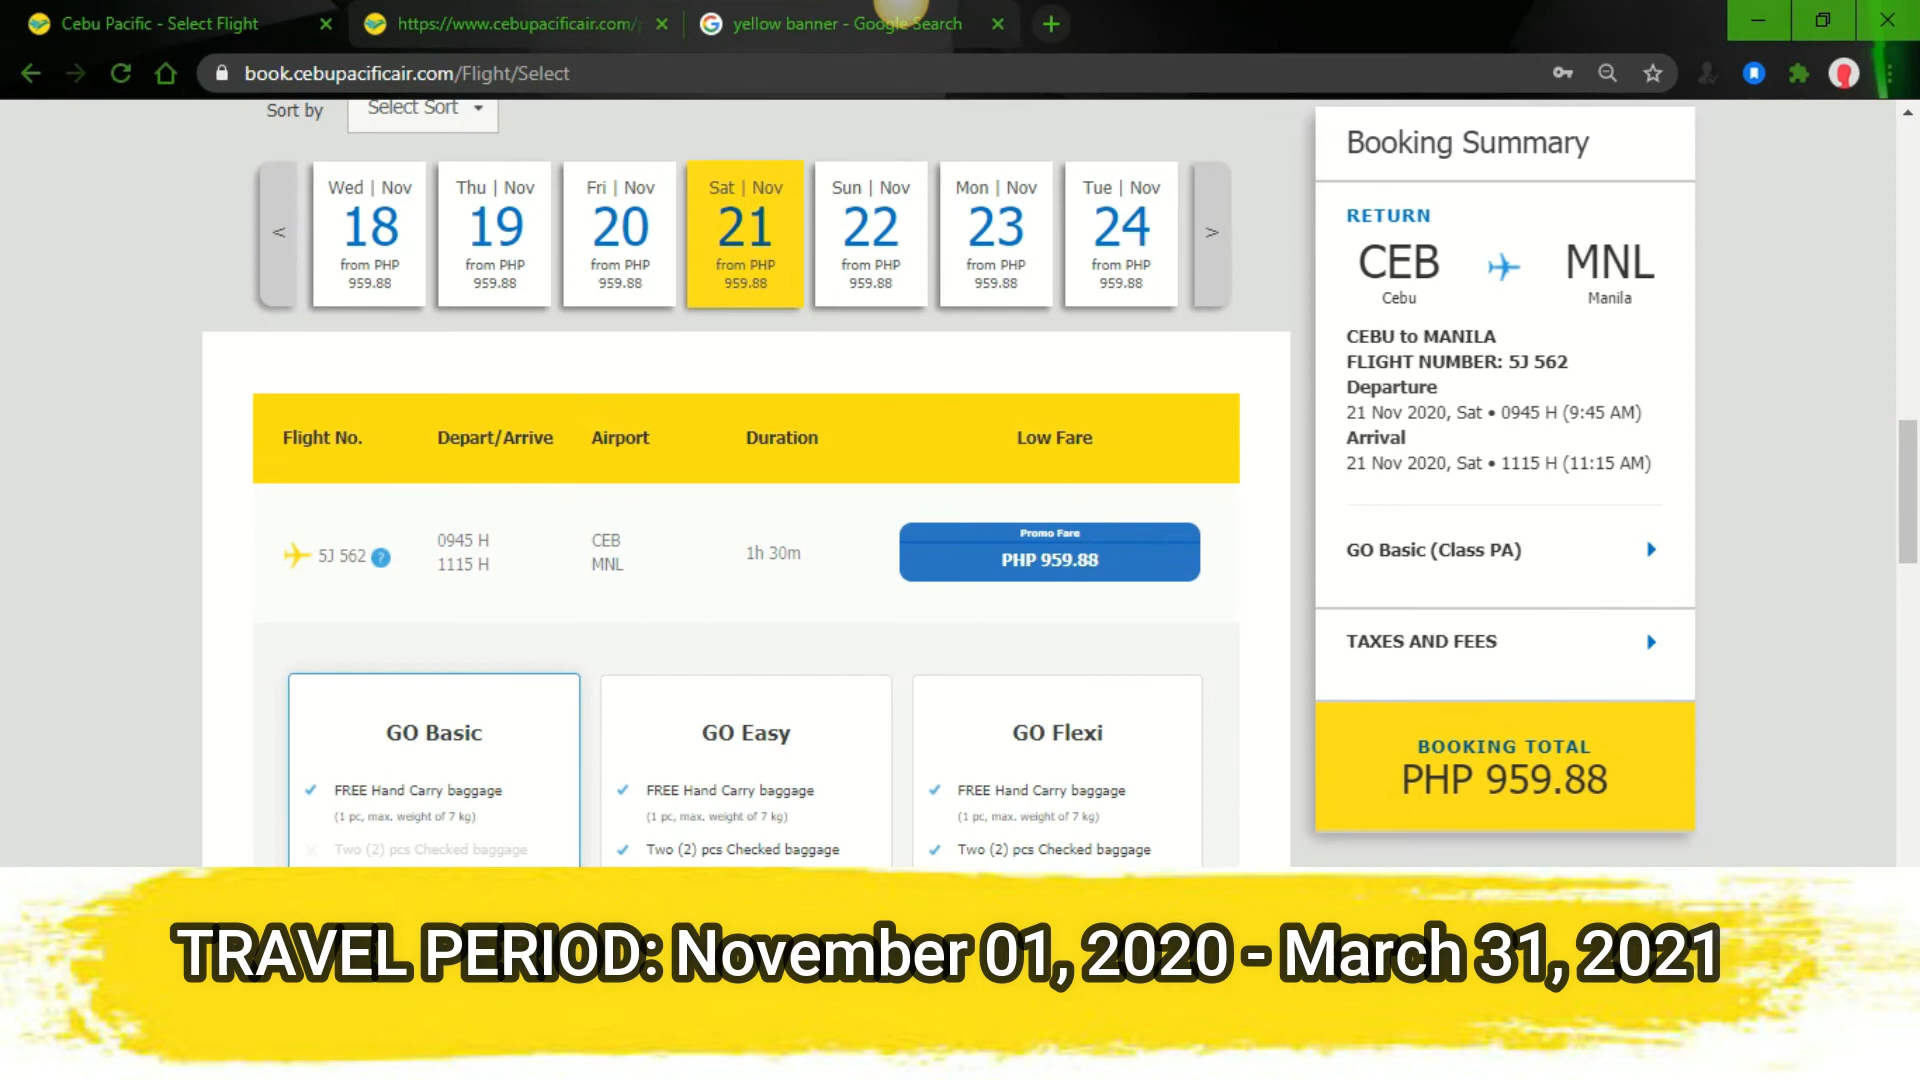 Cebu Pacific - Select Flight
https://www.cebupacificair.com/
yellow banner - Google Search
book.cebupacificair.com/Flight/Select
Sort by
Select Sort
<
Wed | Nov
18
from PHP
959.88
Thu | Nov
19
from PHP
959.88
Fri | Nov
20
from PHP
959.88
Sat | Nov
21
from PHP
959.88
Sun | Nov
22
from PHP
959.88
Mon | Nov
23
from PHP
959.88
Tue | Nov
24
from PHP
959.88
>
Flight No.
Depart/Arrive
Airport
Duration
Low Fare
5J 562 ?
0945 H
1115 H
CEB
MNL
1h 30m
Promo Fare
PHP 959.88
GO Basic
FREE Hand Carry baggage
(1 pc, max. weight of 7 kg)
Two (2) pcs Checked baggage
GO Easy
FREE Hand Carry baggage
(1 pc, max. weight of 7 kg)
Two (2) pcs Checked baggage
GO Flexi
FREE Hand Carry baggage
(1 pc, max. weight of 7 kg)
Two (2) pcs Checked baggage
Booking Summary
RETURN
CEB
Cebu
MNL
Manila
CEBU to MANILA
FLIGHT NUMBER: 5J 562
Departure
21 Nov 2020, Sat • 0945 H (9:45 AM)
Arrival
21 Nov 2020, Sat • 1115 H (11:15 AM)
GO Basic (Class PA)
TAXES AND FEES
BOOKING TOTAL
PHP 959.88
TRAVEL PERIOD: November 01, 2020 - March 31, 2021